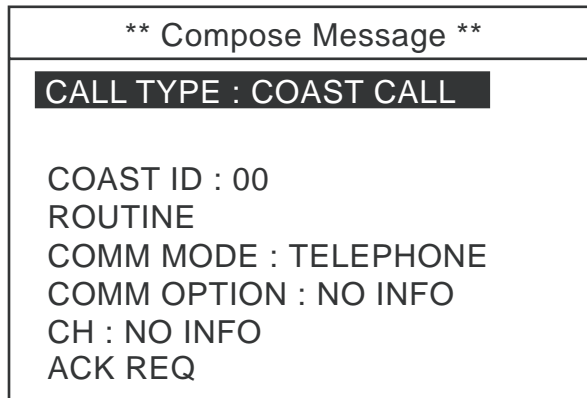 ** Compose Message **
CALL TYPE : COAST CALL
COAST ID : 00
ROUTINE
COMM MODE : TELEPHONE
COMM OPTION : NO INFO
CH : NO INFO
ACK REQ